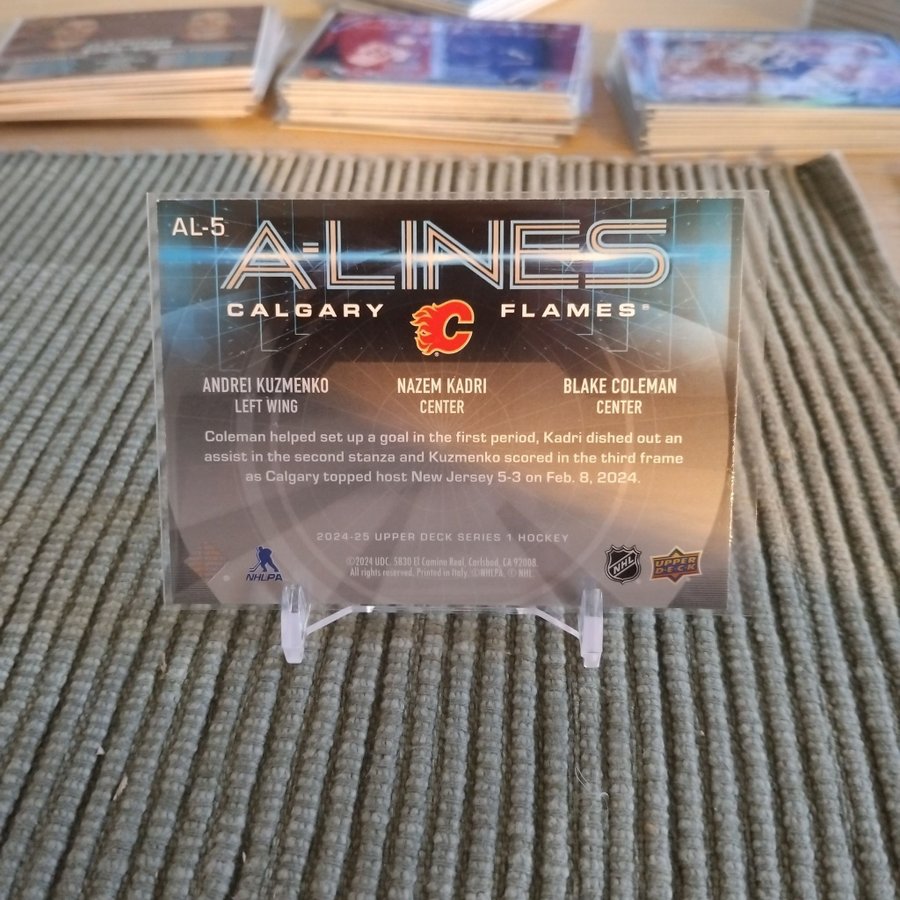 AL-5
A-LINES
CALGARY FLAMES®
ANDREI KUZMENKO NAZEM KADRI BLAKE COLEMAN
LEFT WING CENTER CENTER
Coleman helped set up a goal in the first period, Kadri dished out an
assist in the second stanza and Kuzmenko scored in the third frame
as Calgary topped host New Jersey 5-3 on Feb. 8, 2024.
2024-25 UPPER DECK SERIES 1 HOCKEY
©2024 UDC. 5830 El Camino Real, Carlsbad, CA 92008.
All rights reserved. Printed in Italy. ©NHLPA. © NHL
NHLPA
NHL
UPPER
DECK